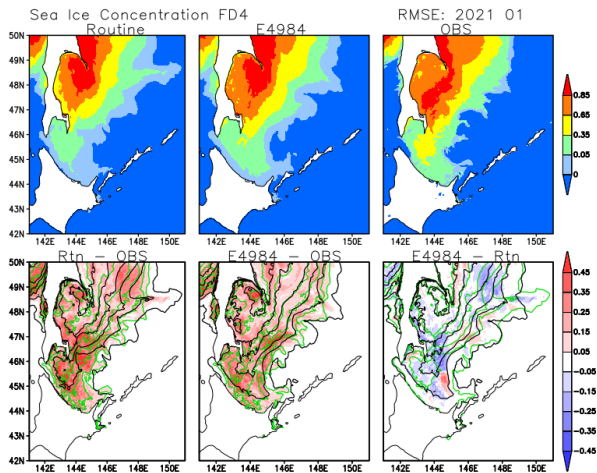 Sea Ice Concentration FD4 RMSE: 2021 01
Routine E4984 OBS
50N
49N
48N
47N
46N
45N
44N
43N
42N
142E 144E 146E 148E 150E 142E 144E 146E 148E 150E 142E 144E 146E 148E 150E
0.85
0.65
0.35
0.05
0
Rtn − OBS E4984 − OBS E4984 − Rtn
50N
49N
48N
47N
46N
45N
44N
43N
42N
142E 144E 146E 148E 150E 142E 144E 146E 148E 150E 142E 144E 146E 148E 150E
0.45
0.35
0.25
0.15
0.05
−0.05
−0.15
−0.25
−0.35
−0.45